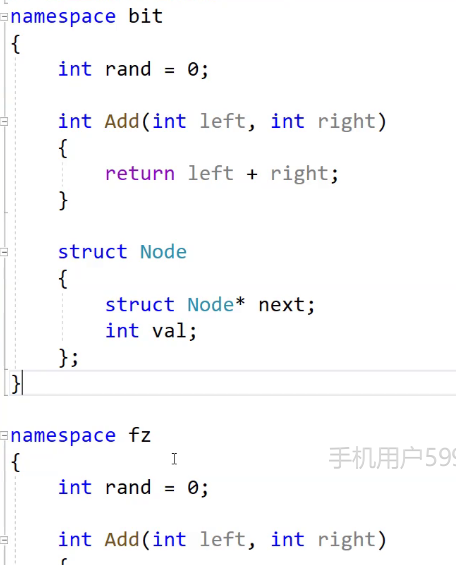 namespace bit
{
    int rand = 0;
    int Add(int left, int right)
    {
        return left + right;
    }
    struct Node
    {
        struct Node* next;
        int val;
    };
}
namespace fz
{
手机用户599
    int rand = 0;
    int Add(int left, int right)
    {